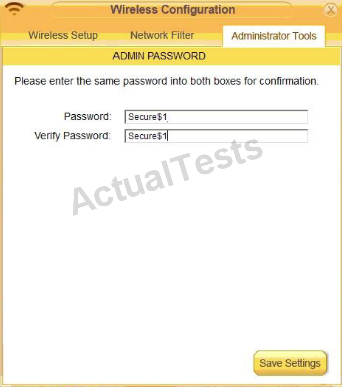 Wireless Configuration
Wireless Setup Network Filter Administrator Tools
ADMIN PASSWORD
Please enter the same password into both boxes for confirmation.
Password: Secure$1
Verify Password: Secure$1
ActualTests
Save Settings